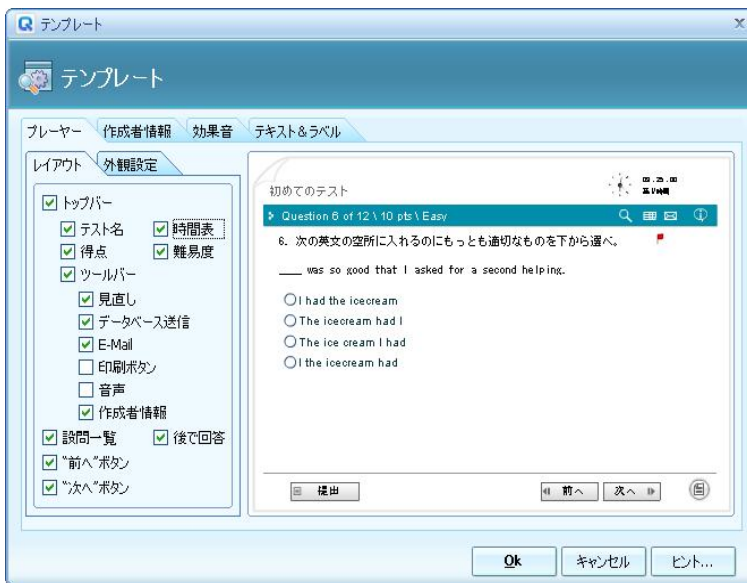 テンプレート
テンプレート
プレーヤー 作成者情報 効果音 テキスト&ラベル
レイアウト 外観設定
トップバー
テスト名 時間表
得点 難易度
ツールバー
見直し
データベース送信
E-Mail
印刷ボタン
音声
作成者情報
設問一覧 後で回答
"前へ"ボタン
"次へ"ボタン
初めてのテスト
Question 6 of 12 \ 10 pts \ Easy
6. 次の英文の空所に入れるのにもっとも適切なものを下から選べ。
____ was so good that I asked for a second helping.
I had the icecream
The icecream had I
The ice cream I had
I the icecream had
提出 前へ 次へ
Ok キャンセル ヒント...